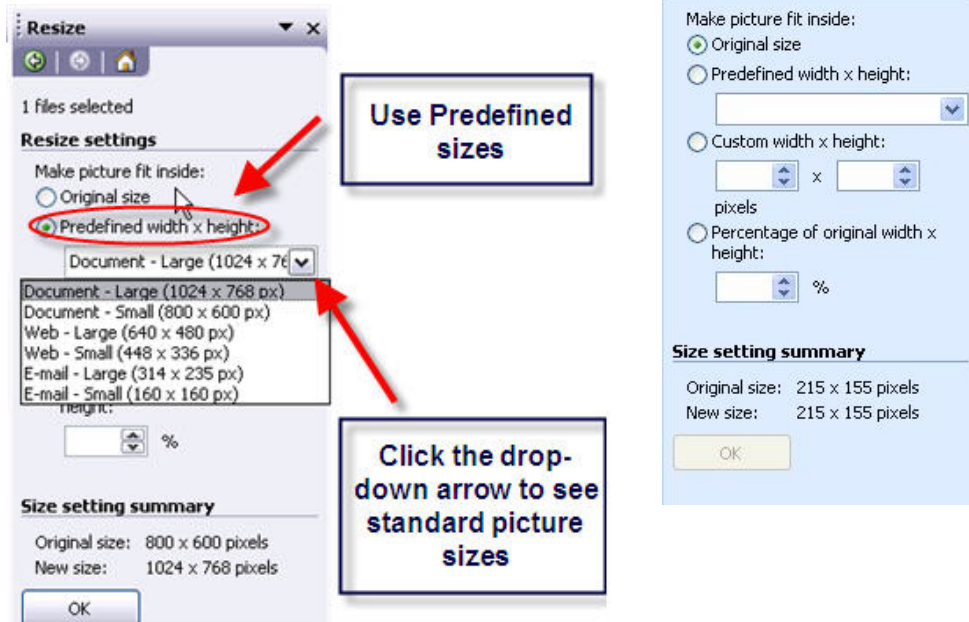 Resize
1 files selected
Resize settings
Make picture fit inside:
Original size
Predefined width x height:
Document - Large (1024 x 76
Document - Large (1024 x 768 px)
Document - Small (800 x 600 px)
Web - Large (640 x 480 px)
Web - Small (448 x 336 px)
E-mail - Large (314 x 235 px)
E-mail - Small (160 x 160 px)
height:
%
Size setting summary
Original size: 800 x 600 pixels
New size: 1024 x 768 pixels
OK
Use Predefined
sizes
Click the drop-
down arrow to see
standard picture
sizes
Make picture fit inside:
Original size
Predefined width x height:
Custom width x height:
x
pixels
Percentage of original width x
height:
%
Size setting summary
Original size: 215 x 155 pixels
New size: 215 x 155 pixels
OK